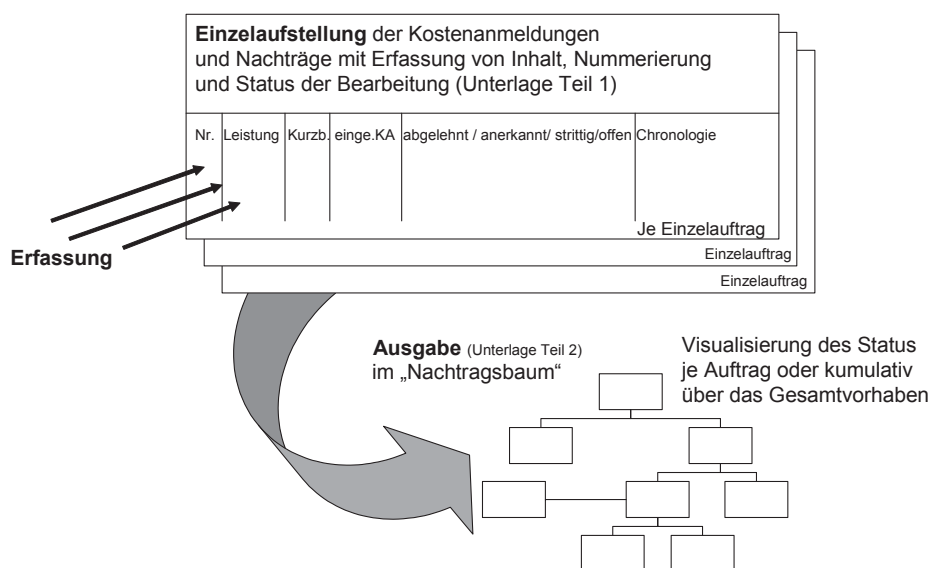 Einzelaufstellung der Kostenanmeldungen
und Nachträge mit Erfassung von Inhalt, Nummerierung
und Status der Bearbeitung (Unterlage Teil 1)
Nr. Leistung Kurzb. einge.KA abgelehnt / anerkannt/ strittig/offen Chronologie
Je Einzelauftrag
Einzelauftrag
Einzelauftrag
Erfassung
Ausgabe (Unterlage Teil 2)
im „Nachtragsbaum“
Visualisierung des Status
je Auftrag oder kumulativ
über das Gesamtvorhaben